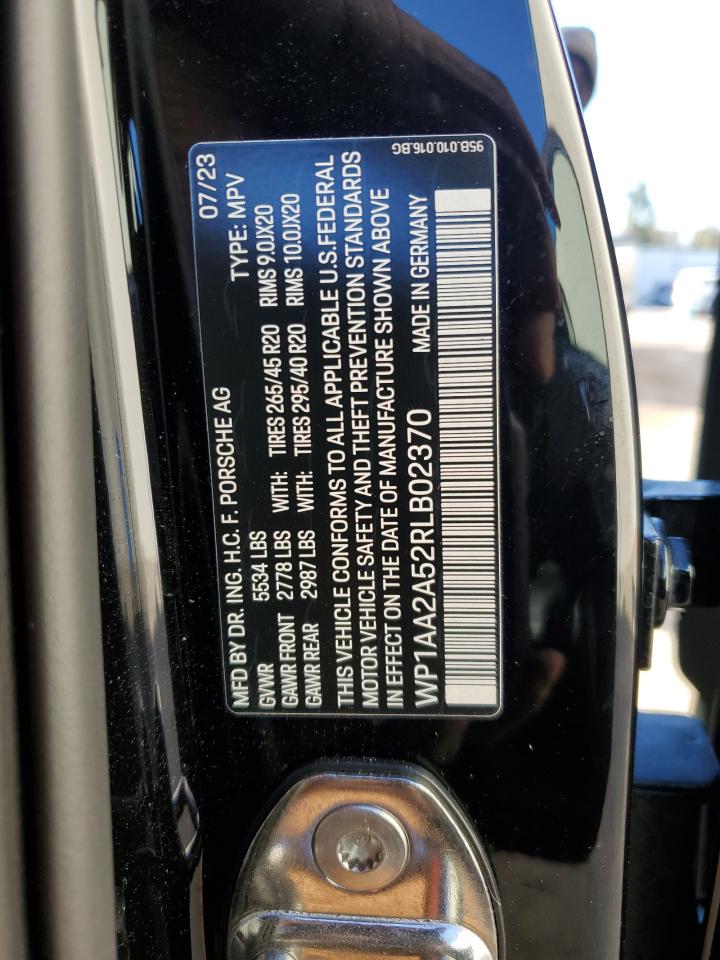 MFD BY DR. ING. H.C. F. PORSCHE AG 07/23
GVWR 5534 LBS TYPE: MPV
GAWR FRONT 2778 LBS WITH: TIRES 265/45 R20 RIMS 9.0JX20
GAWR REAR 2987 LBS WITH: TIRES 295/40 R20 RIMS 10.0JX20
THIS VEHICLE CONFORMS TO ALL APPLICABLE U.S.FEDERAL
MOTOR VEHICLE SAFETY AND THEFT PREVENTION STANDARDS
IN EFFECT ON THE DATE OF MANUFACTURE SHOWN ABOVE
WP1AA2A52RLB02370 MADE IN GERMANY
95B.010.016.BG